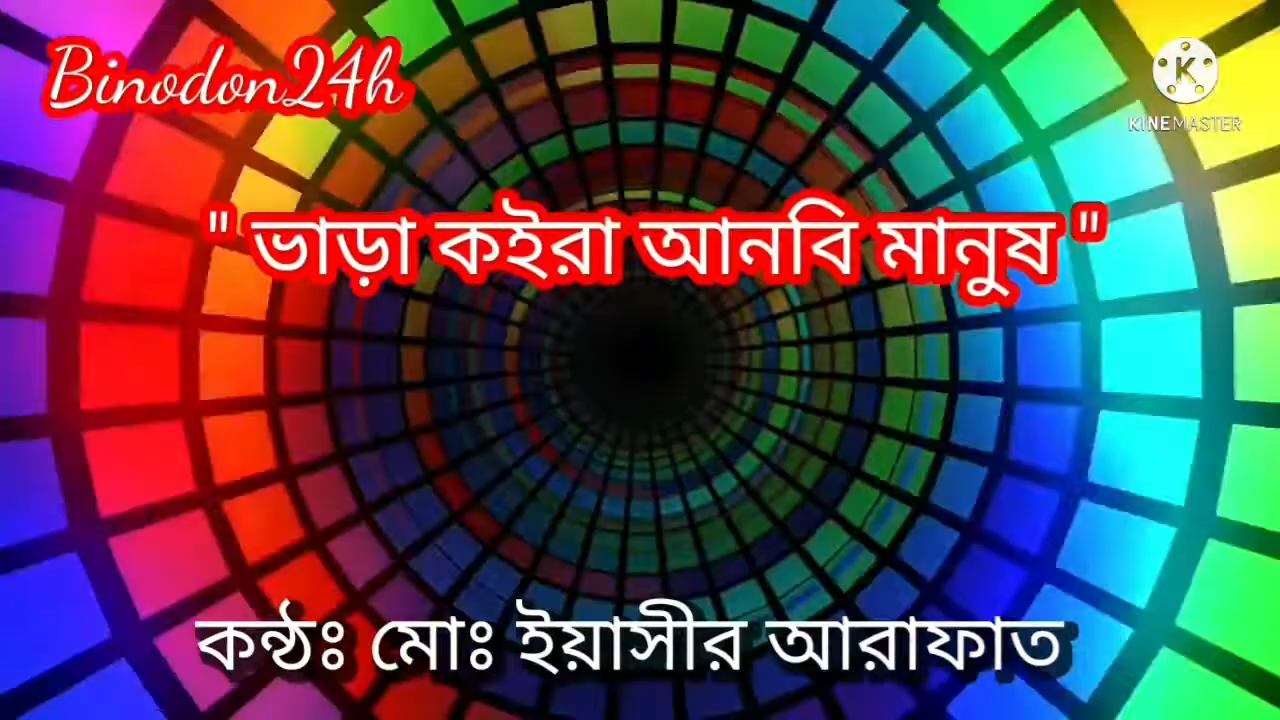 Binodon24h
KINEMASTER
" ভাড়া কইরা আনবি মানুষ "
কন্ঠঃ মোঃ ইয়াসীর আরাফাত